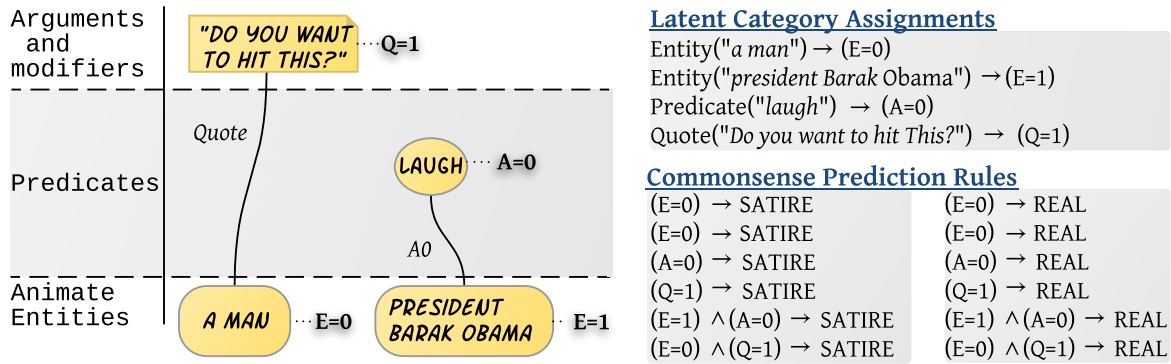 Arguments
and
modifiers
"DO YOU WANT
TO HIT THIS?"
Q=1
Quote
Predicates
LAUGH
A=0
A0
Animate
Entities
A MAN
E=0
PRESIDENT
BARAK OBAMA
E=1
Latent Category Assignments
Entity("a man") → (E=0)
Entity("president Barak Obama") → (E=1)
Predicate("laugh") → (A=0)
Quote("Do you want to hit This?") → (Q=1)
Commonsense Prediction Rules
(E=0) → SATIRE
(E=0) → SATIRE
(A=0) → SATIRE
(Q=1) → SATIRE
(E=1) ∧(A=0) → SATIRE
(E=0) ∧(Q=1) → SATIRE
(E=0) → REAL
(E=0) → REAL
(A=0) → REAL
(Q=1) → REAL
(E=1) ∧(A=0) → REAL
(E=0) ∧(Q=1) → REAL